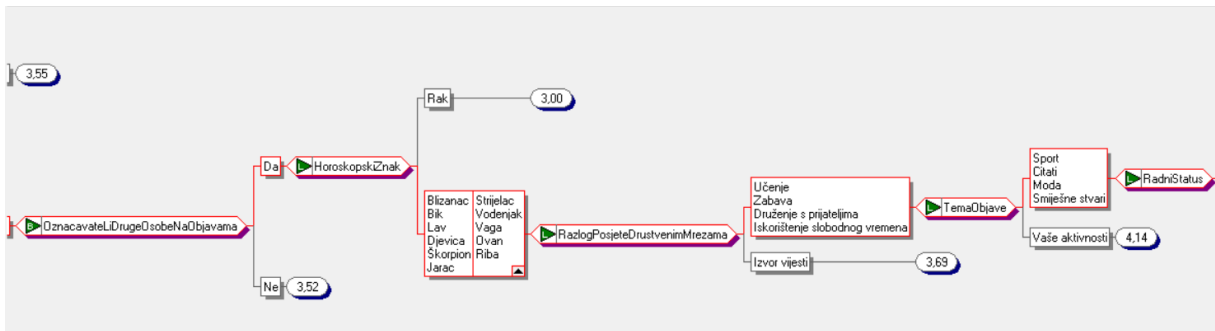 3,55
Rak
3,00
Da
HoroskopskiZnak
Sport
Citati
Moda
Smiješne stvari
RadniStatus
Učenje
Zabava
Druženje s prijateljima
Iskorištenje slobodnog vremena
TemaObjave
Blizanac
Bik
Lav
Djevica
Škorpion
Jarac
Strijelac
Vodenjak
Vaga
Ovan
Riba
OznacavateLiDrugeOsobeNaObjavama
RazlogPosjeteDrustvenimMrezama
Vaše aktivnosti
4,14
Izvor vijesti
3,69
Ne
3,52